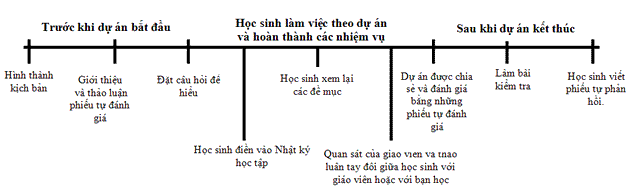 Trước khi dự án bắt đầu
Học sinh làm việc theo dự án
và hoàn thành các nhiệm vụ
Sau khi dự án kết thúc
Hình thành
kịch bản
Giới thiệu
và thảo luận
phiếu tự đánh
giá
Đặt câu hỏi để
hiểu
Học sinh điền vào Nhật ký
học tập
Học sinh xem lại
các đề mục
Quan sát của giáo viên và thảo
luận tay đôi giữa học sinh với
giáo viên hoặc với bạn học
Dự án được chia
sẻ và đánh giá
bằng những
phiếu tự đánh
giá
Làm bài
kiểm tra
Học sinh viết
phiếu tự phản
hồi.